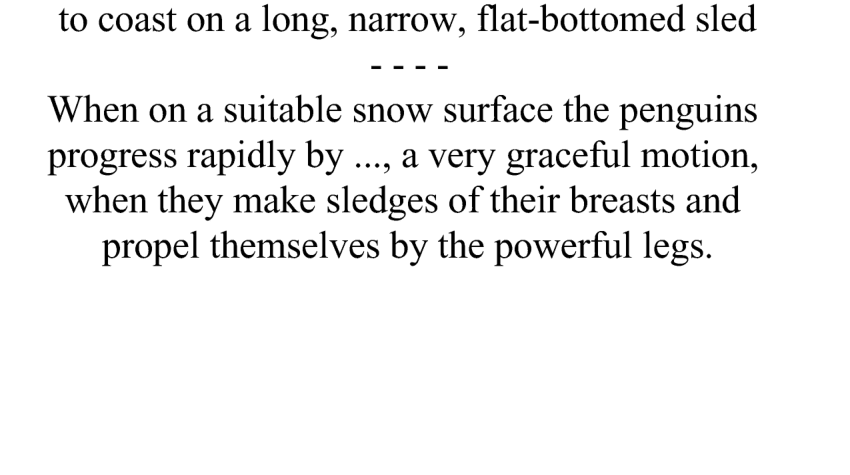 to coast on a long, narrow, flat-bottomed sled
- - - -
When on a suitable snow surface the penguins
progress rapidly by ..., a very graceful motion,
when they make sledges of their breasts and
propel themselves by the powerful legs.